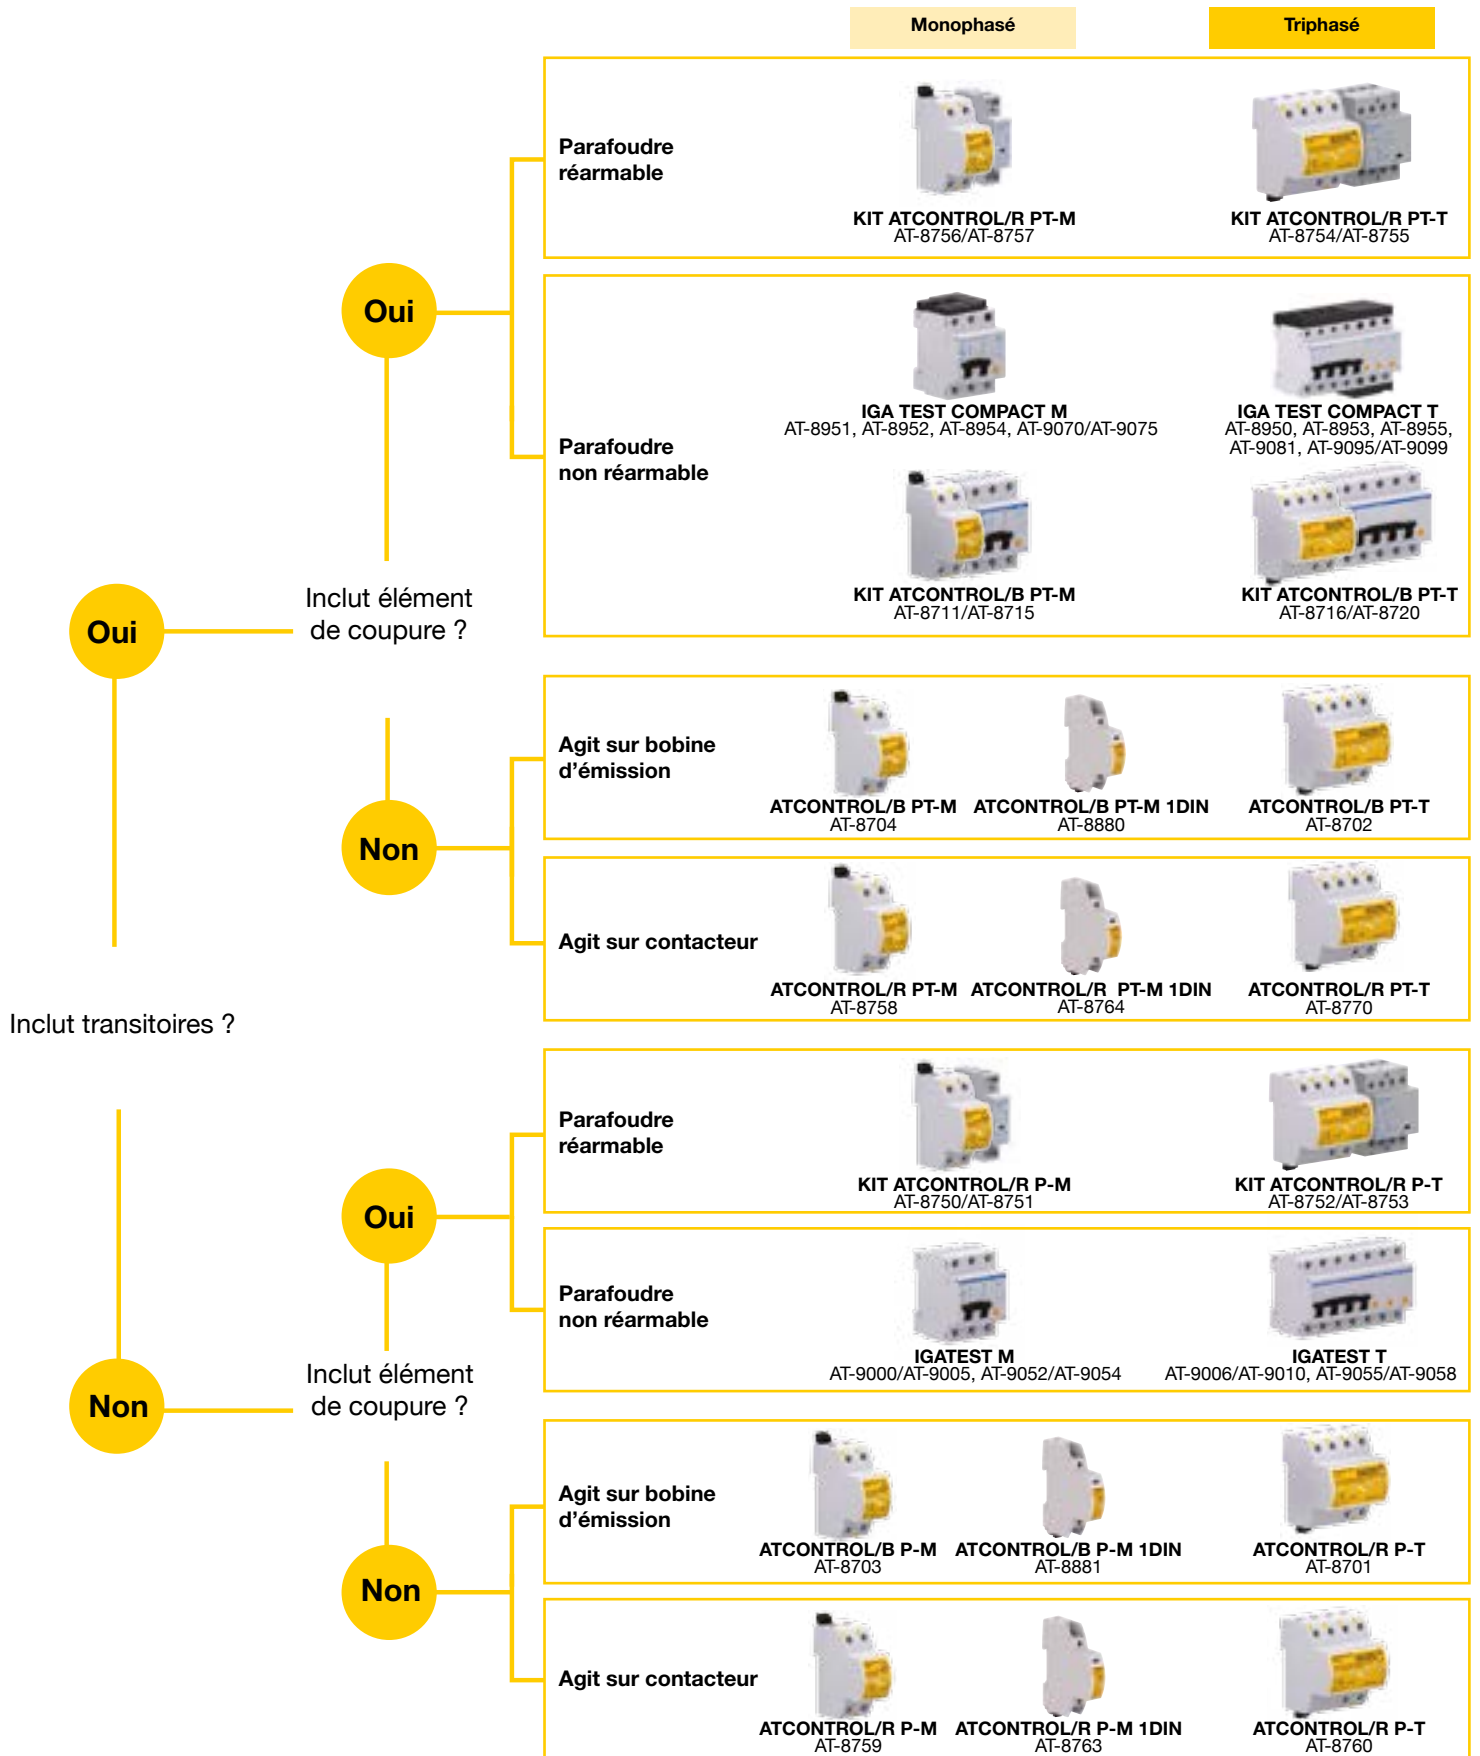 Monophasé
Triphasé
Parafoudre
réarmable
KIT ATCONTROL/R PT-M
AT-8756/AT-8757
KIT ATCONTROL/R PT-T
AT-8754/AT-8755
Oui
Parafoudre
non réarmable
IGA TEST COMPACT M
AT-8951, AT-8952, AT-8954, AT-9070/AT-9075
IGA TEST COMPACT T
AT-8950, AT-8953, AT-8955,
AT-9081, AT-9095/AT-9099
KIT ATCONTROL/B PT-M
AT-8711/AT-8715
KIT ATCONTROL/B PT-T
AT-8716/AT-8720
Oui
Inclut élément
de coupure ?
Agit sur bobine
d'émission
ATCONTROL/B PT-M
AT-8704
ATCONTROL/B PT-M 1DIN
AT-8880
ATCONTROL/B PT-T
AT-8702
Non
Agit sur contacteur
ATCONTROL/R PT-M
AT-8758
ATCONTROL/R PT-M 1DIN
AT-8764
ATCONTROL/R PT-T
AT-8770
Inclut transitoires ?
Parafoudre
réarmable
KIT ATCONTROL/R P-M
AT-8750/AT-8751
KIT ATCONTROL/R P-T
AT-8752/AT-8753
Oui
Parafoudre
non réarmable
IGATEST M
AT-9000/AT-9005, AT-9052/AT-9054
IGATEST T
AT-9006/AT-9010, AT-9055/AT-9058
Non
Inclut élément
de coupure ?
Agit sur bobine
d'émission
ATCONTROL/B P-M
AT-8703
ATCONTROL/B P-M 1DIN
AT-8881
ATCONTROL/R P-T
AT-8701
Non
Agit sur contacteur
ATCONTROL/R P-M
AT-8759
ATCONTROL/R P-M 1DIN
AT-8763
ATCONTROL/R P-T
AT-8760